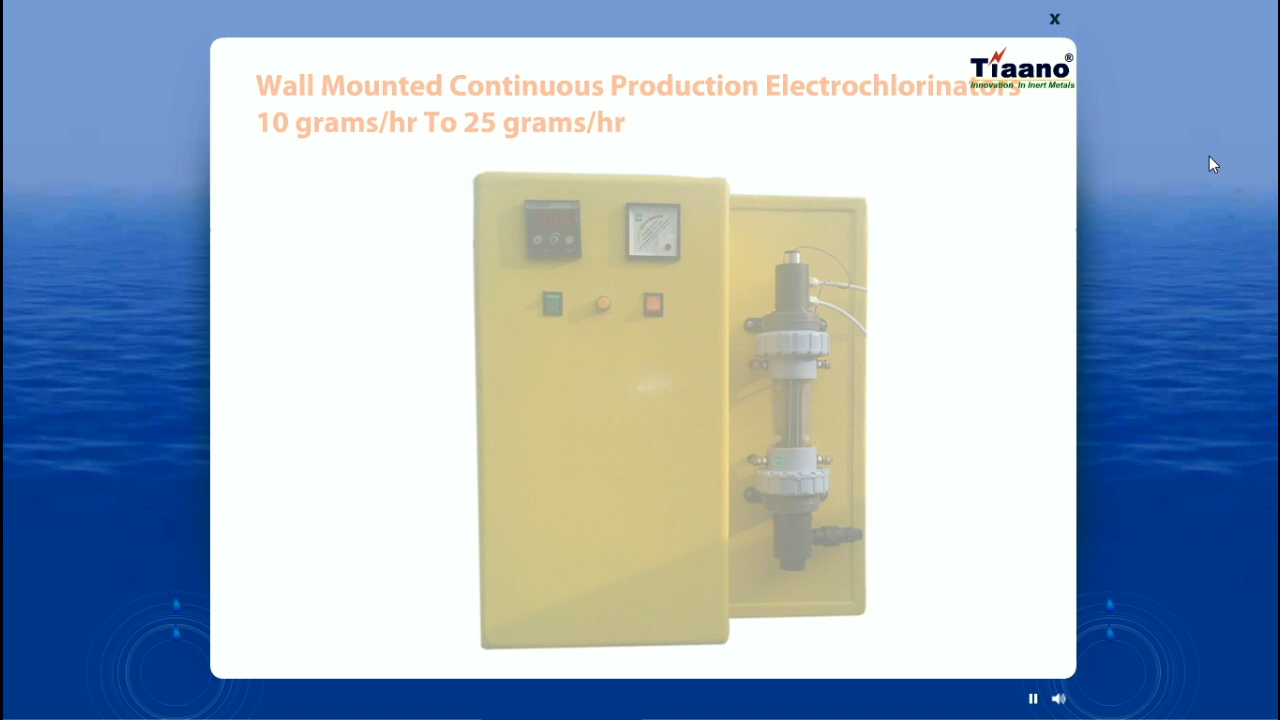 x
Tiaano®
Innovation In Inert Metals
Wall Mounted Continuous Production Electrochlorinators
10 grams/hr To 25 grams/hr